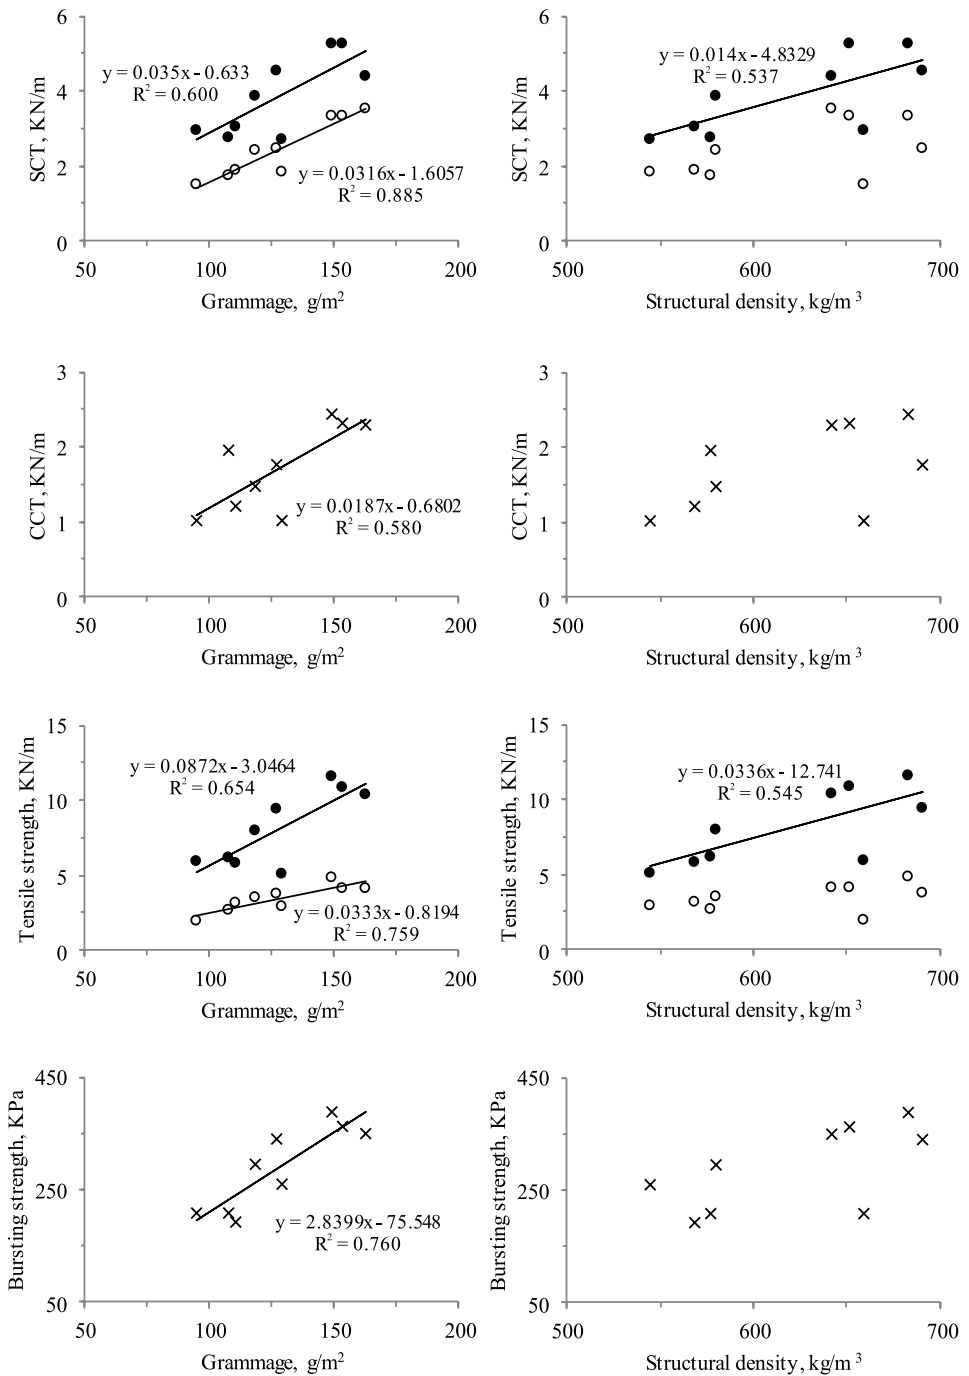 6
4
2
0
SCT, KN/m
y = 0.035x - 0.633
R² = 0.600
y = 0.0316x - 1.6057
R² = 0.885
50
100
150
200
Grammage, g/m²
6
4
2
0
SCT, KN/m
y = 0.014x - 4.8329
R² = 0.537
500
600
700
Structural density, kg/m³
3
2
1
0
CCT, KN/m
y = 0.0187x - 0.6802
R² = 0.580
50
100
150
200
Grammage, g/m²
3
2
1
0
CCT, KN/m
500
600
700
Structural density, kg/m³
15
10
5
0
Tensile strength, KN/m
y = 0.0872x - 3.0464
R² = 0.654
y = 0.0333x - 0.8194
R² = 0.759
50
100
150
200
Grammage, g/m²
15
10
5
0
Tensile strength, KN/m
y = 0.0336x - 12.741
R² = 0.545
500
600
700
Structural density, kg/m³
450
250
50
Bursting strength, KPa
y = 2.8399x - 75.548
R² = 0.760
50
100
150
200
Grammage, g/m²
450
250
50
Bursting strength, KPa
500
600
700
Structural density, kg/m³